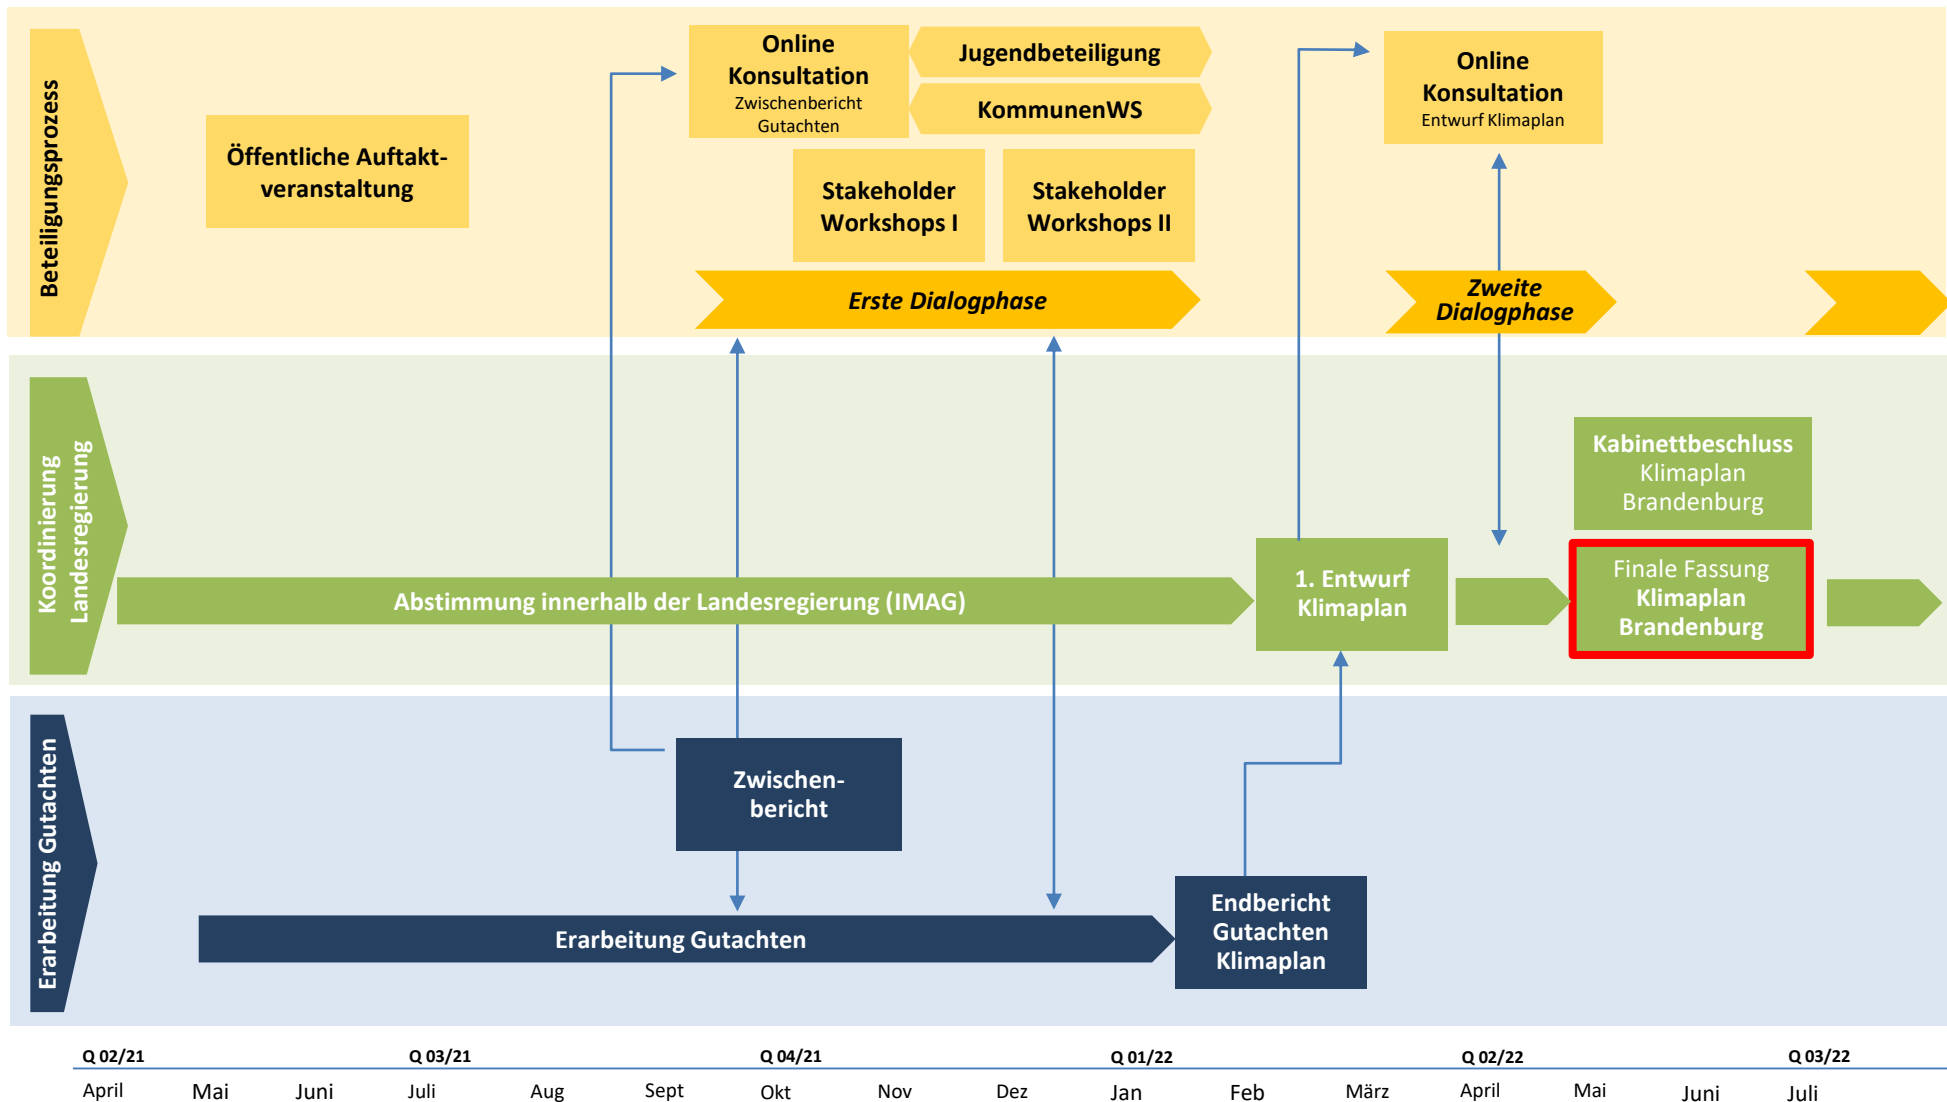 Beteiligungsprozess
Öffentliche Auftakt-
veranstaltung
Online
Konsultation
Zwischenbericht
Gutachten
Jugendbeteiligung
KommunenWS
Stakeholder
Workshops I
Stakeholder
Workshops II
Erste Dialogphase
Online
Konsultation
Entwurf Klimaplan
Zweite
Dialogphase
Koordinierung
Landesregierung
Abstimmung innerhalb der Landesregierung (IMAG)
1. Entwurf
Klimaplan
Kabinettbeschluss
Klimaplan
Brandenburg
Finale Fassung
Klimaplan
Brandenburg
Erarbeitung Gutachten
Zwischen-
bericht
Erarbeitung Gutachten
Endbericht
Gutachten
Klimaplan
Q 02/21 Q 03/21 Q 04/21 Q 01/22 Q 02/22 Q 03/22
April Mai Juni Juli Aug Sept Okt Nov Dez Jan Feb März April Mai Juni Juli